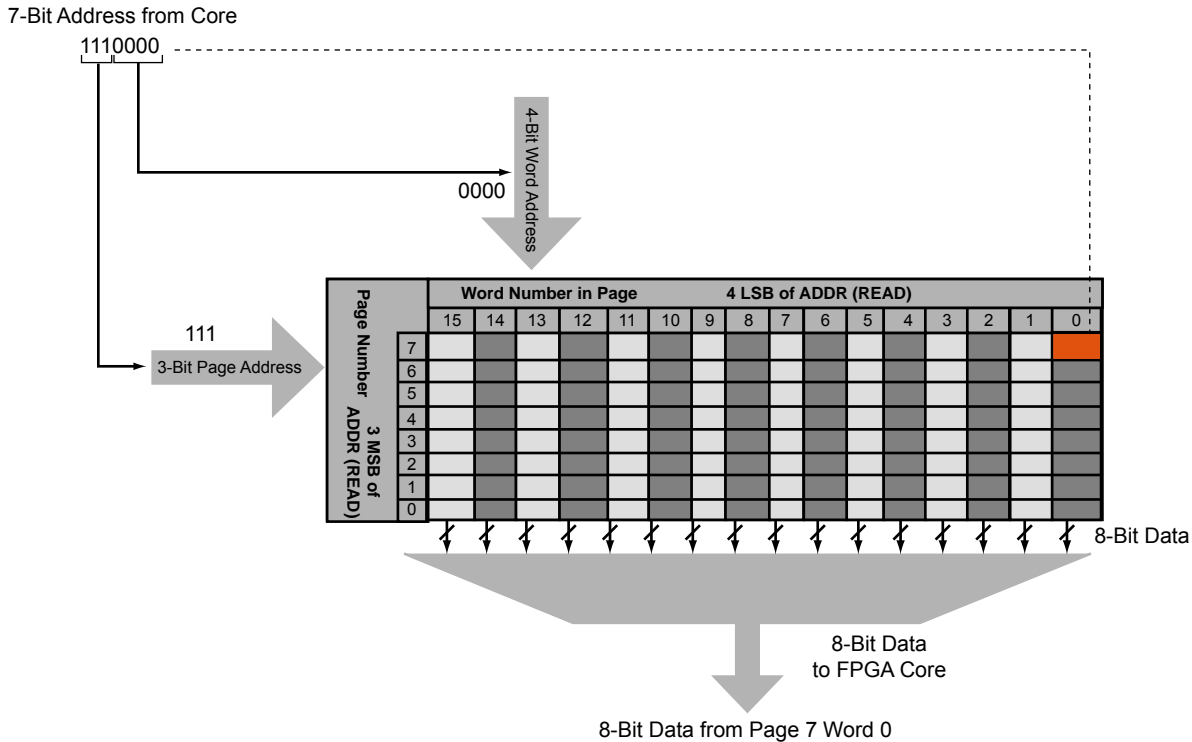 7-Bit Address from Core
1110000
4-Bit Word Address
0000
111
3-Bit Page Address
Page Number
3 MSB of
ADDR (READ)
Word Number in Page 4 LSB of ADDR (READ)
15 14 13 12 11 10 9 8 7 6 5 4 3 2 1 0
7
6
5
4
3
2
1
0
8-Bit Data
8-Bit Data
to FPGA Core
8-Bit Data from Page 7 Word 0